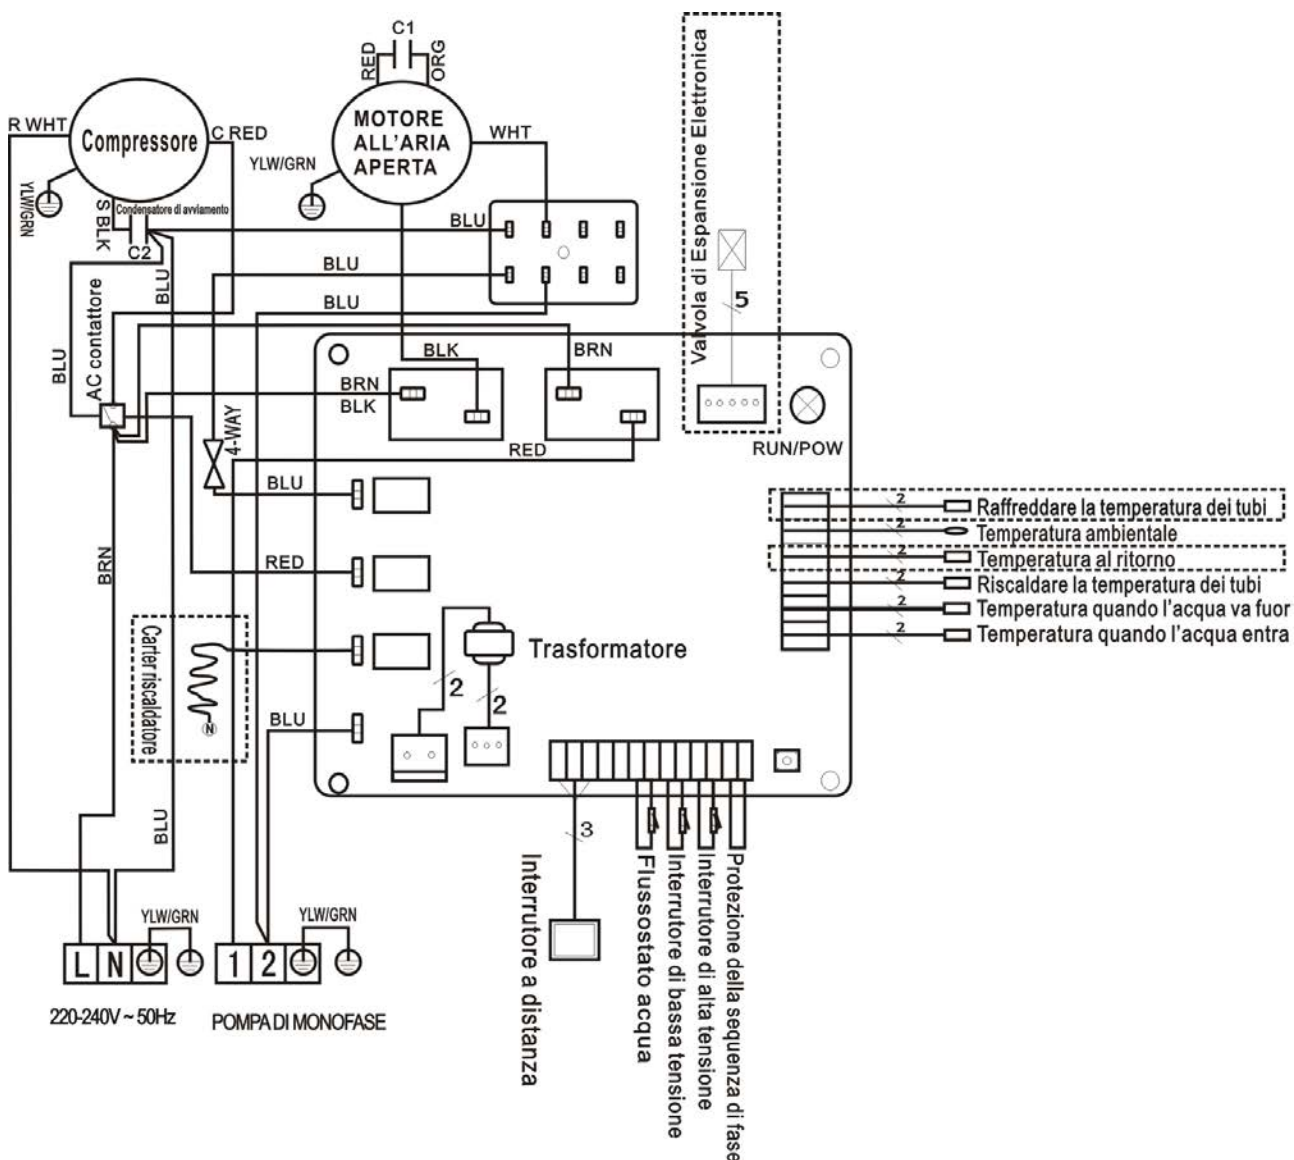 C1
RED
ORG
R WHT
Compressore
C RED
MOTORE
ALL'ARIA
APERTA
WHT
YLW/GRN
YLW/GRN
S BLK
Condensatore di avviamento
C2
BLU
BLU
BLU
BLU
BLU
AC contattore
Valvola di Espansione Elettronica
5
BLK
BRN
BRN
BLK
RED
RUN/POW
4-WAY
BLU
RED
BRN
Carter riscaldatore
N
BLU
BLU
Trasformatore
2
2
2
Raffreddare la temperatura dei tubi
2
Temperatura ambientale
2
Temperatura al ritorno
2
Riscaldare la temperatura dei tubi
2
Temperatura quando l'acqua va fuor
2
Temperatura quando l'acqua entra
3
Interrutore a distanza
Flussostato acqua
Interrutore di bassa tensione
Interrutore di alta tensione
Protezione della sequenza di fase
YLW/GRN
YLW/GRN
L N
1 2
220-240V ~ 50Hz
POMPA DI MONOFASE